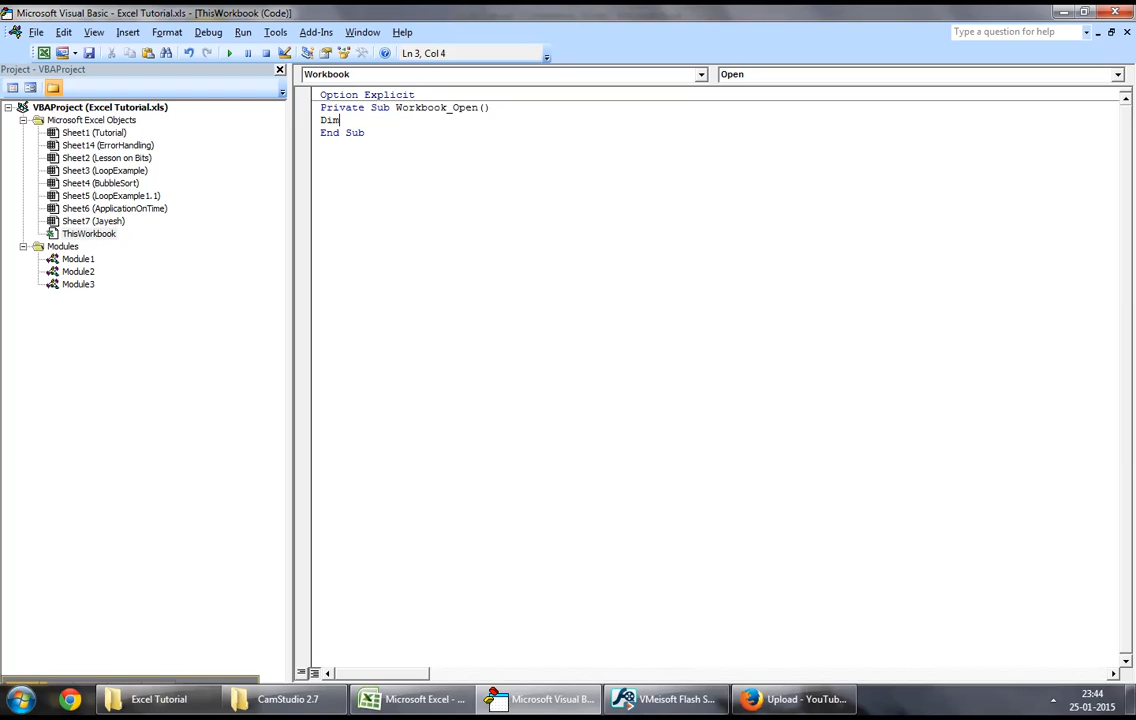 Microsoft Visual Basic - Excel Tutorial.xls - [ThisWorkbook (Code)]
File Edit View Insert Format Debug Run Tools Add-Ins Window Help
Type a question for help
Ln 3, Col 4
Project - VBAProject
Workbook
Open
VBAProject (Excel Tutorial.xls)
Microsoft Excel Objects
Sheet1 (Tutorial)
Sheet14 (ErrorHandling)
Sheet2 (Lesson on Bits)
Sheet3 (LoopExample)
Sheet4 (BubbleSort)
Sheet5 (LoopExample1.1)
Sheet6 (ApplicationOnTime)
Sheet7 (Jayesh)
ThisWorkbook
Modules
Module1
Module2
Module3
Option Explicit
Private Sub Workbook_Open()
Dim
End Sub
Excel Tutorial
CamStudio 2.7
Microsoft Excel - ...
Microsoft Visual B...
VMeisoft Flash S...
Upload - YouTub...
23:44
25-01-2015